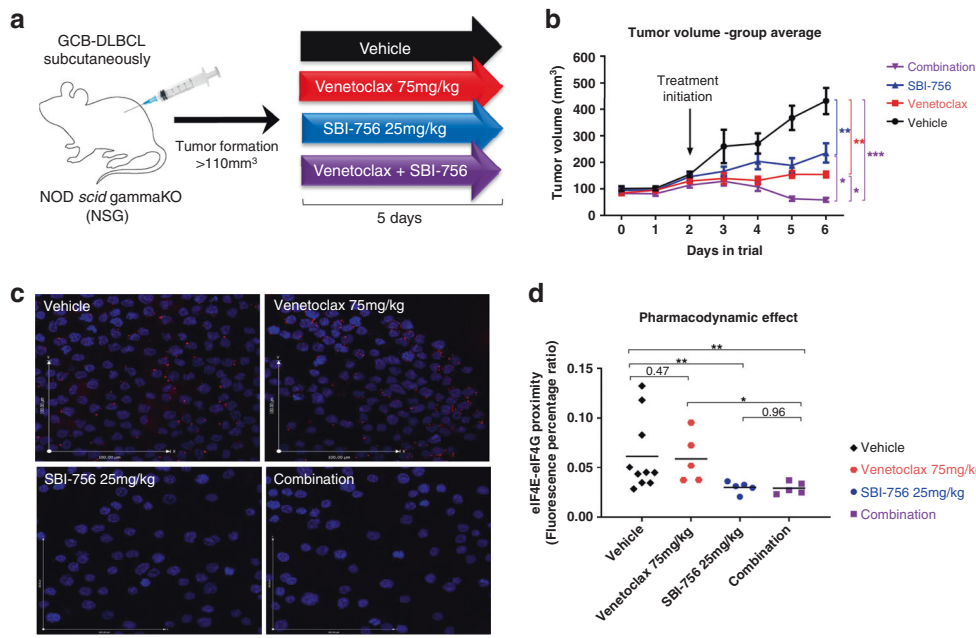 a
GCB-DLBCL
subcutaneously
NOD scid gammaKO
(NSG)
Tumor formation
>110mm³
Vehicle
Venetoclax 75mg/kg
SBI-756 25mg/kg
Venetoclax + SBI-756
5 days
b
Tumor volume -group average
Tumor volume (mm³)
600
500
400
300
200
100
0
Treatment
initiation
0 1 2 3 4 5 6
Days in trial
Combination
SBI-756
Venetoclax
Vehicle
** ** ***
* *
c
Vehicle
Venetoclax 75mg/kg
SBI-756 25mg/kg
Combination
d
Pharmacodynamic effect
eIF4E-eIF4G proximity
(Fluorescence percentage ratio)
0.15
0.10
0.05
0.00
**
**
0.47
*
0.96
Vehicle
Venetoclax 75mg/kg
SBI-756 25mg/kg
Combination
Vehicle
Venetoclax 75mg/k
SBI-756 25mg/kg
Combination